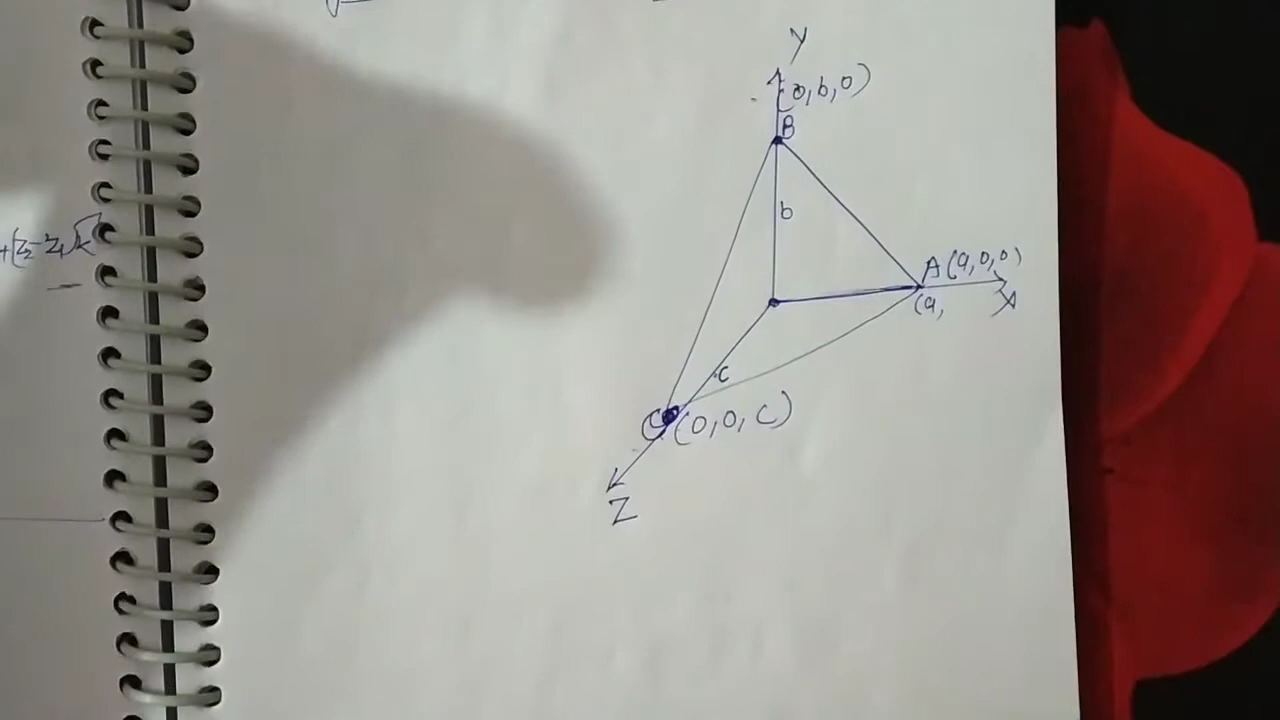 Y
(0,b,0)
B
b
A(a,0,0)
(a,
X
C
C(0,0,C)
Z
+(z₂-z₁)k